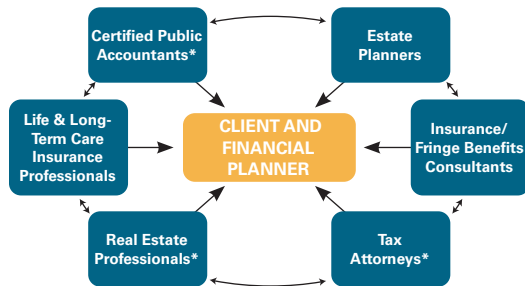 Certified Public
Accountants*
Estate
Planners
Life & Long-
Term Care
Insurance
Professionals
CLIENT AND
FINANCIAL
PLANNER
Insurance/
Fringe Benefits
Consultants
Real Estate
Professionals*
Tax
Attorneys*